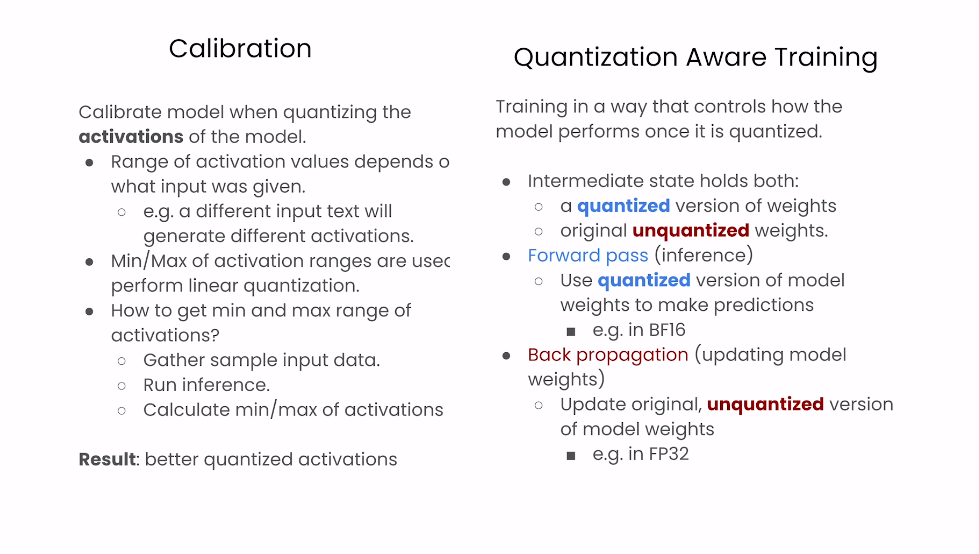 Calibration
Calibrate model when quantizing the
activations of the model.
● Range of activation values depends o
what input was given.
○ e.g. a different input text will
generate different activations.
● Min/Max of activation ranges are used
perform linear quantization.
● How to get min and max range of
activations?
○ Gather sample input data.
○ Run inference.
○ Calculate min/max of activations
Result: better quantized activations
Quantization Aware Training
Training in a way that controls how the
model performs once it is quantized.
● Intermediate state holds both:
○ a quantized version of weights
○ original unquantized weights.
● Forward pass (inference)
○ Use quantized version of model
weights to make predictions
■ e.g. in BF16
● Back propagation (updating model
weights)
○ Update original, unquantized version
of model weights
■ e.g. in FP32